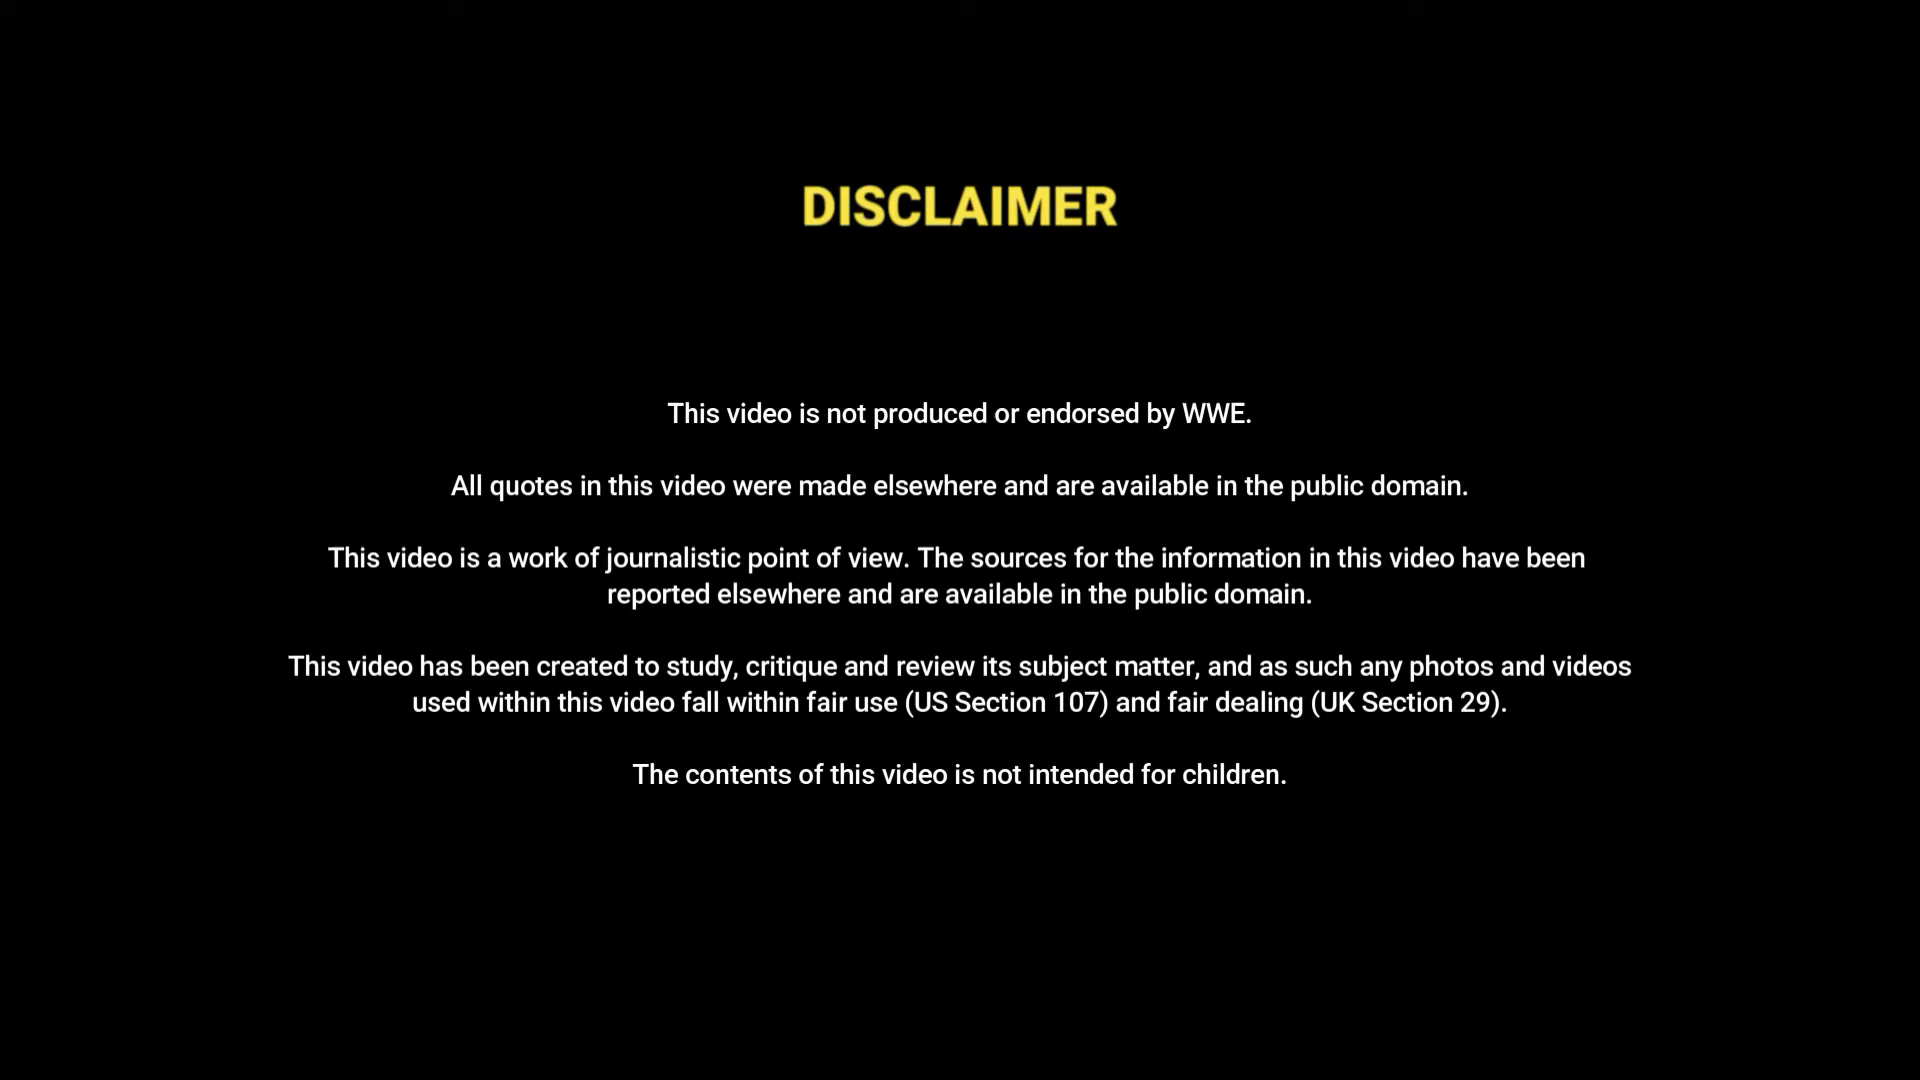 DISCLAIMER
This video is not produced or endorsed by WWE.
All quotes in this video were made elsewhere and are available in the public domain.
This video is a work of journalistic point of view. The sources for the information in this video have been
reported elsewhere and are available in the public domain.
This video has been created to study, critique and review its subject matter, and as such any photos and videos
used within this video fall within fair use (US Section 107) and fair dealing (UK Section 29).
The contents of this video is not intended for children.